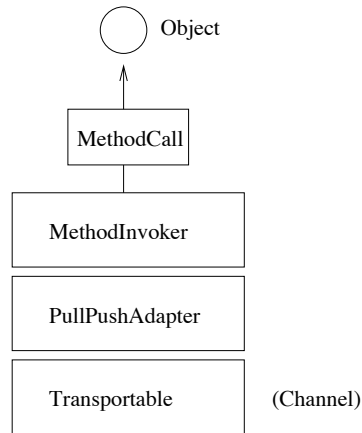 Object
MethodCall
MethodInvoker
PullPushAdapter
Transportable (Channel)